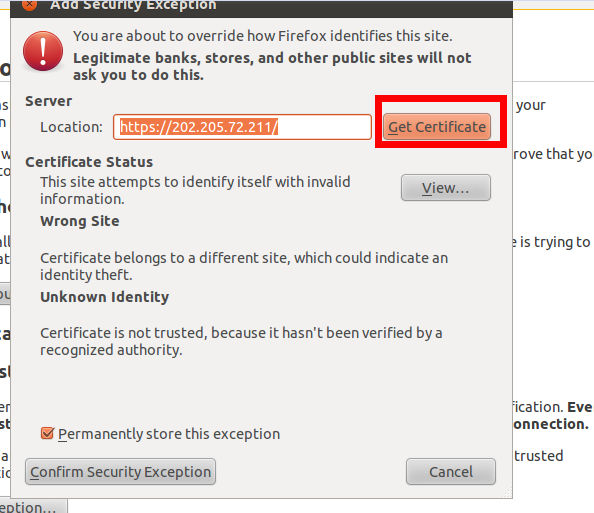 Add Security Exception
You are about to override how Firefox identifies this site.
Legitimate banks, stores, and other public sites will not
ask you to do this.
Server
Location: https://202.205.72.211/ Get Certificate
Certificate Status
This site attempts to identify itself with invalid
information.
View...
Wrong Site
Certificate belongs to a different site, which could indicate an
identity theft.
Unknown Identity
Certificate is not trusted, because it hasn't been verified by a
recognized authority.
Permanently store this exception
Confirm Security Exception Cancel
your
rove that yo
e is trying to
fication. Eve
onnection.
trusted
eption...